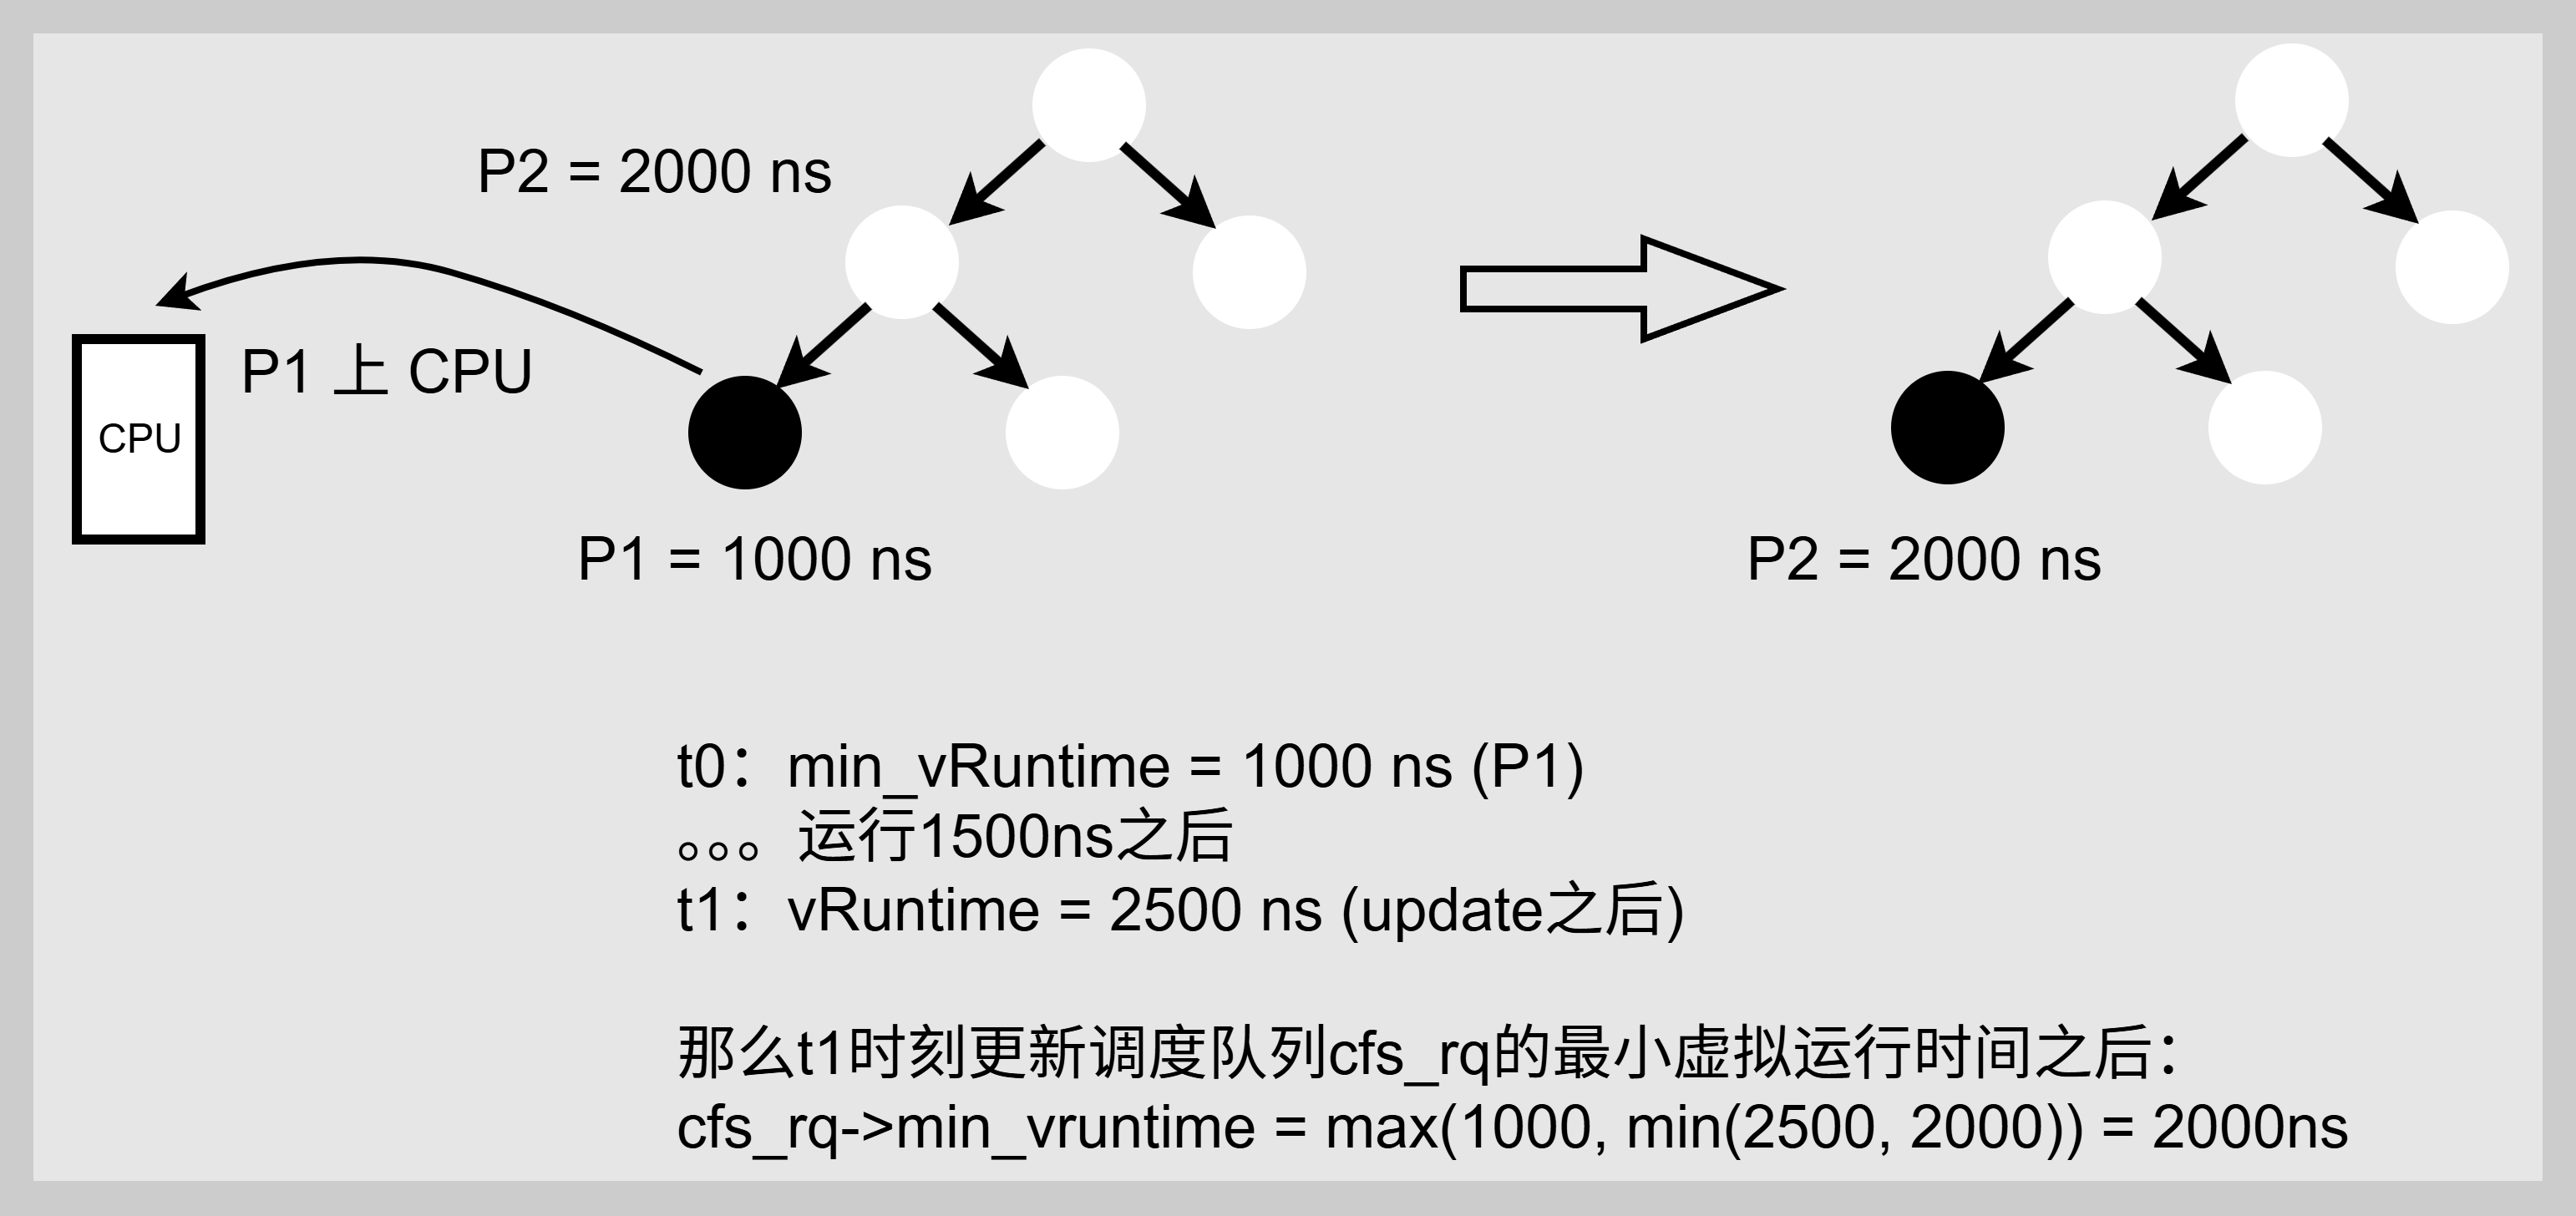 P2 = 2000 ns
P1 上 CPU
CPU
P1 = 1000 ns
P2 = 2000 ns
t0：min_vRuntime = 1000 ns (P1)
。。。运行1500ns之后
t1：vRuntime = 2500 ns (update之后)
那么t1时刻更新调度队列cfs_rq的最小虚拟运行时间之后：
cfs_rq->min_vruntime = max(1000, min(2500, 2000)) = 2000ns